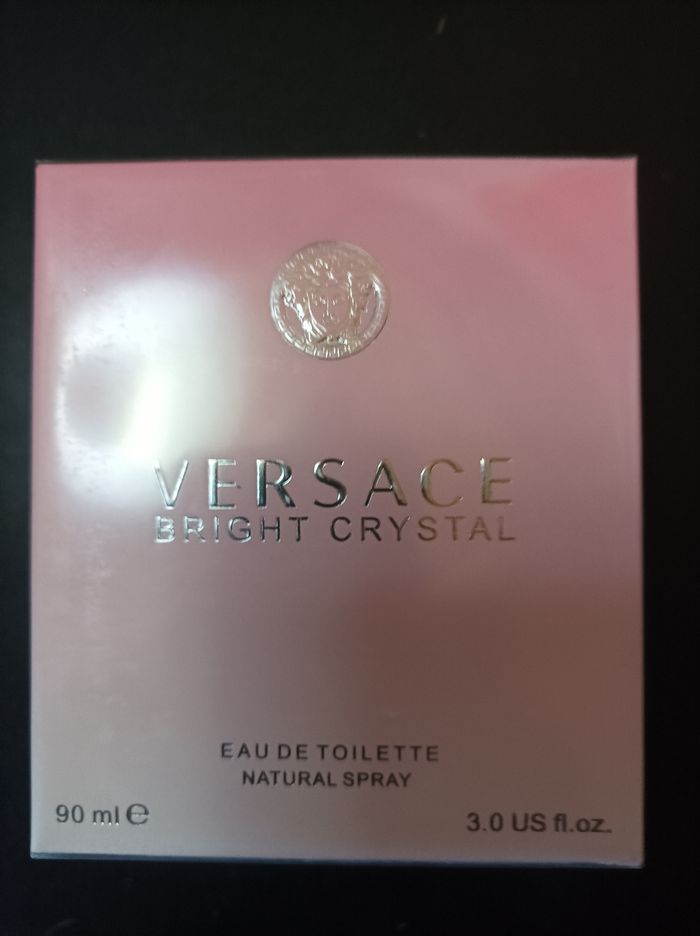 VERSACE
BRIGHT CRYSTAL
EAU DE TOILETTE
NATURAL SPRAY
90 ml ℮
3.0 US fl.oz.